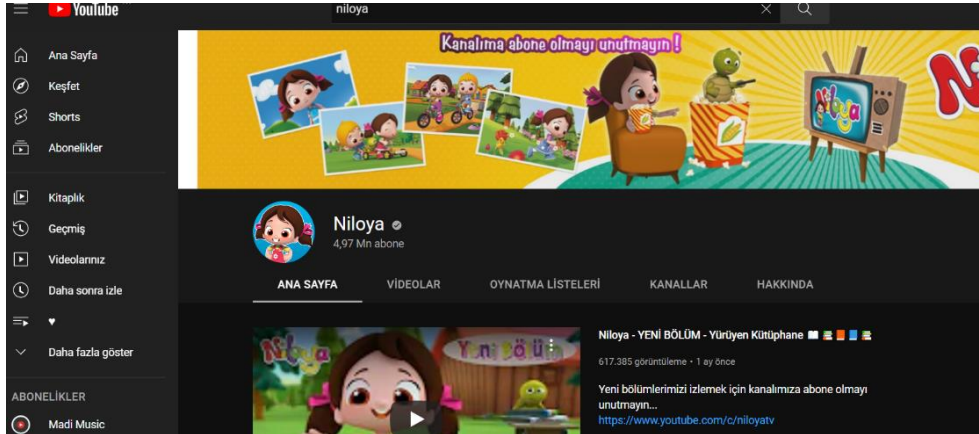 YouTube
niloya
Ana Sayfa
Keşfet
Shorts
Abonelikler
Kitaplık
Geçmiş
Videolarınız
Daha sonra izle
♥
Daha fazla göster
ABONELİKLER
Madi Music
Kanalıma abone olmayı unutmayın !
Niloya
Niloya
4,97 Mn abone
ANA SAYFA VİDEOLAR OYNATMA LİSTELERİ KANALLAR HAKKINDA
Niloya Yeni Bölüm
Niloya - YENİ BÖLÜM - Yürüyen Kütüphane
617.385 görüntüleme • 1 ay önce
Yeni bölümlerimizi izlemek için kanalımıza abone olmayı
unutmayın...
https://www.youtube.com/c/niloyatv